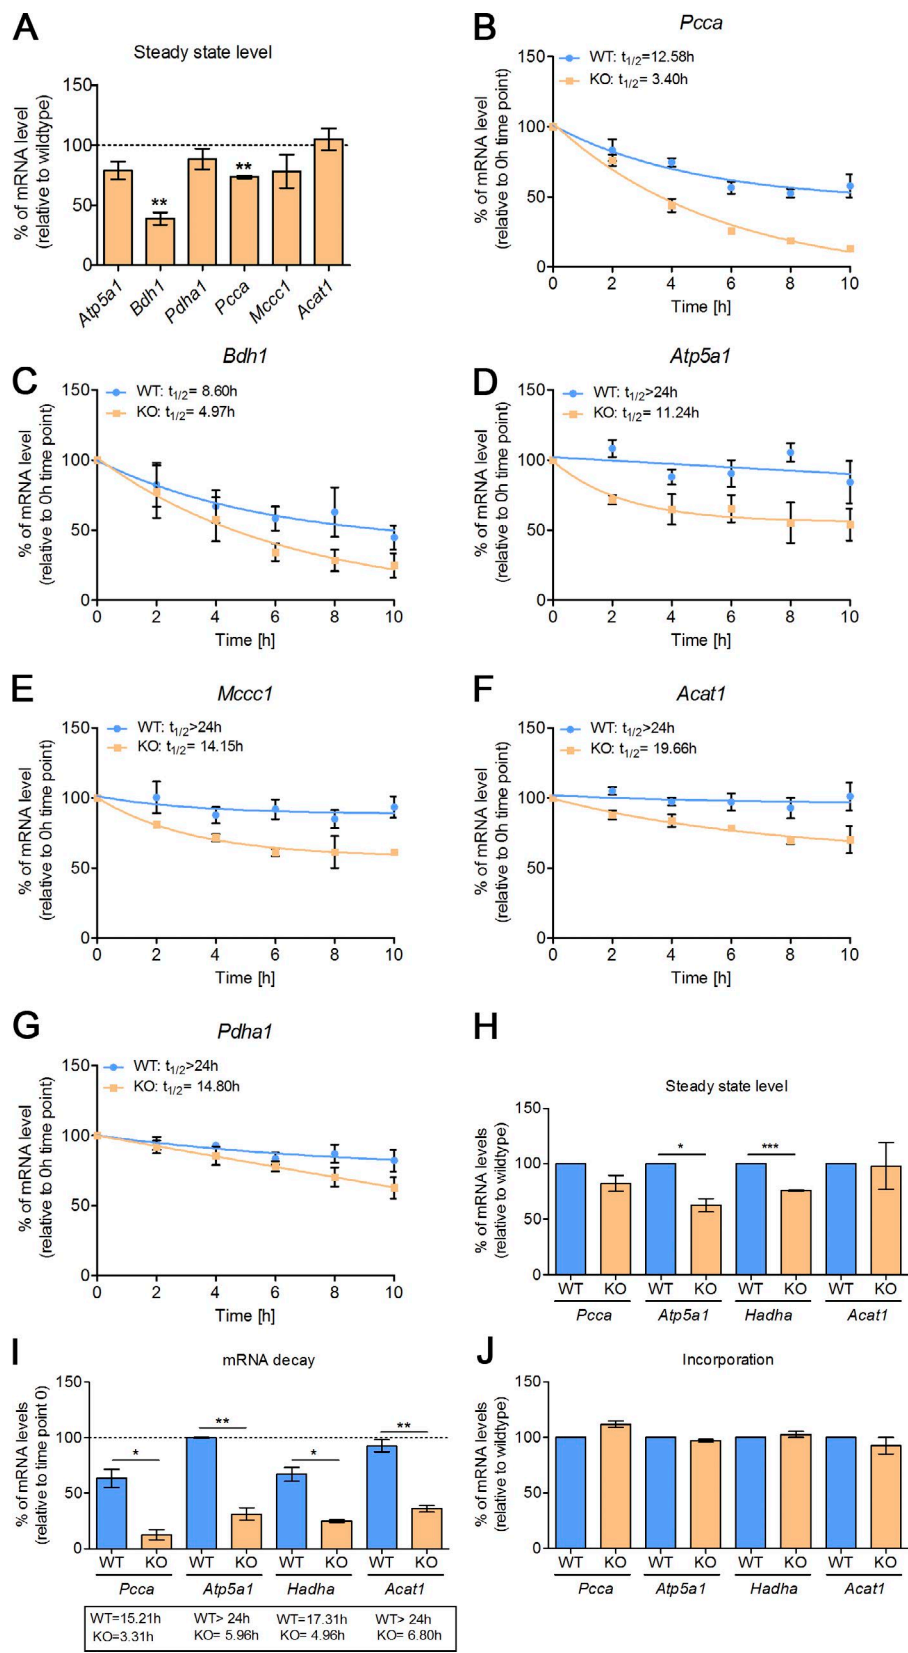 A
Steady state level
% of mRNA level
(relative to wildtype)
150
100
50
0
**
**
Atp5a1
Bdh1
Pdha1
Pcca
Mccc1
Acat1
B
Pcca
WT: t1/2=12.58h
KO: t1/2= 3.40h
% of mRNA level
(relative to 0h time point)
150
100
50
0
0 2 4 6 8 10
Time [h]
C
Bdh1
WT: t1/2= 8.60h
KO: t1/2= 4.97h
% of mRNA level
(relative to 0h time point)
150
100
50
0
0 2 4 6 8 10
Time [h]
D
Atp5a1
WT: t1/2>24h
KO: t1/2= 11.24h
% of mRNA level
(relative to 0h time point)
150
100
50
0
0 2 4 6 8 10
Time [h]
E
Mccc1
WT: t1/2>24h
KO: t1/2= 14.15h
% of mRNA level
(relative to 0h time point)
150
100
50
0
0 2 4 6 8 10
Time [h]
F
Acat1
WT: t1/2>24h
KO: t1/2= 19.66h
% of mRNA level
(relative to 0h time point)
150
100
50
0
0 2 4 6 8 10
Time [h]
G
Pdha1
WT: t1/2>24h
KO: t1/2= 14.80h
% of mRNA level
(relative to 0h time point)
150
100
50
0
0 2 4 6 8 10
Time [h]
H
Steady state level
% of mRNA levels
(relative to wildtype)
150
100
50
0
* ***
WT KO WT KO WT KO WT KO
Pcca Atp5a1 Hadha Acat1
I
mRNA decay
% of mRNA levels
(relative to time point 0)
150
100
50
0
* ** * **
WT KO WT KO WT KO WT KO
Pcca Atp5a1 Hadha Acat1
WT=15.21h WT> 24h WT=17.31h WT> 24h
KO=3.31h KO= 5.96h KO= 4.96h KO= 6.80h
J
Incorporation
% of mRNA levels
(relative to wildtype)
150
100
50
0
WT KO WT KO WT KO WT KO
Pcca Atp5a1 Hadha Acat1